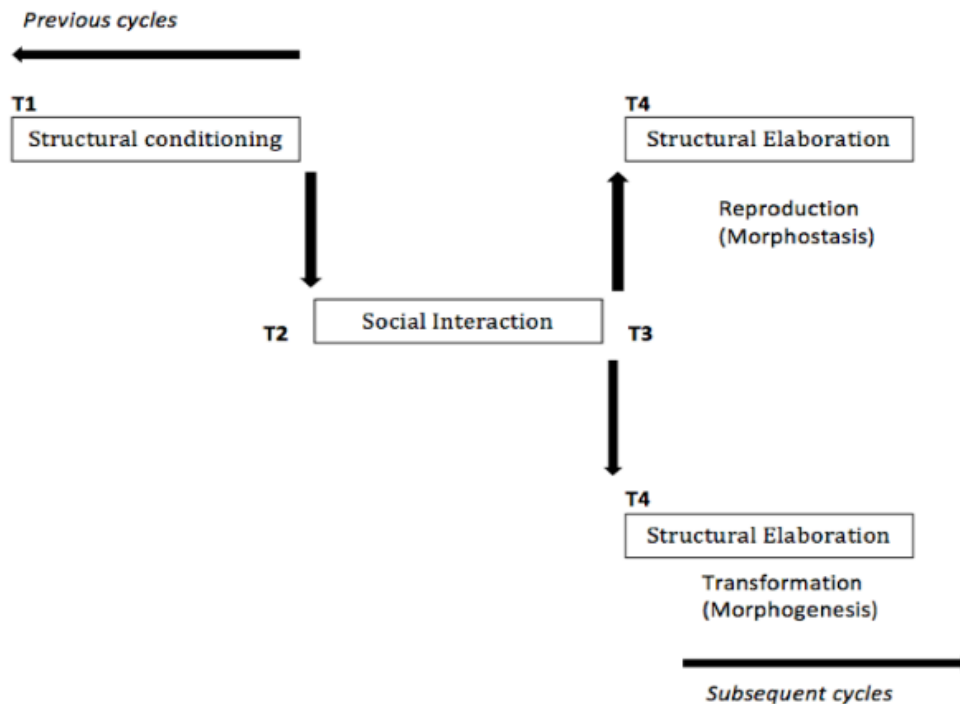 Previous cycles
T1
Structural conditioning
T4
Structural Elaboration
Reproduction
(Morphostasis)
T2
Social Interaction
T3
T4
Structural Elaboration
Transformation
(Morphogenesis)
Subsequent cycles